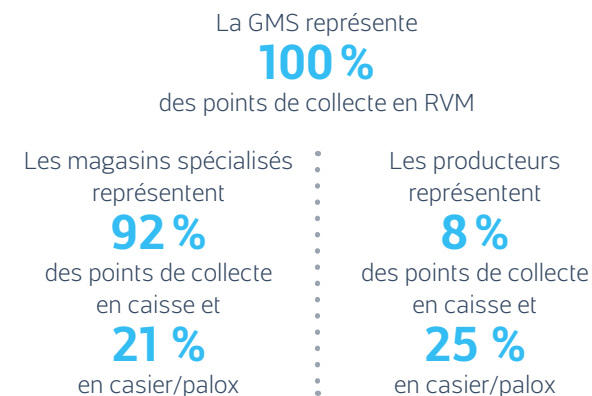 La GMS représente
100 %
des points de collecte en RVM
Les magasins spécialisés
représentent
92 %
des points de collecte
en caisse et
21 %
en casier/palox
Les producteurs
représentent
8 %
des points de collecte
en caisse et
25 %
en casier/palox